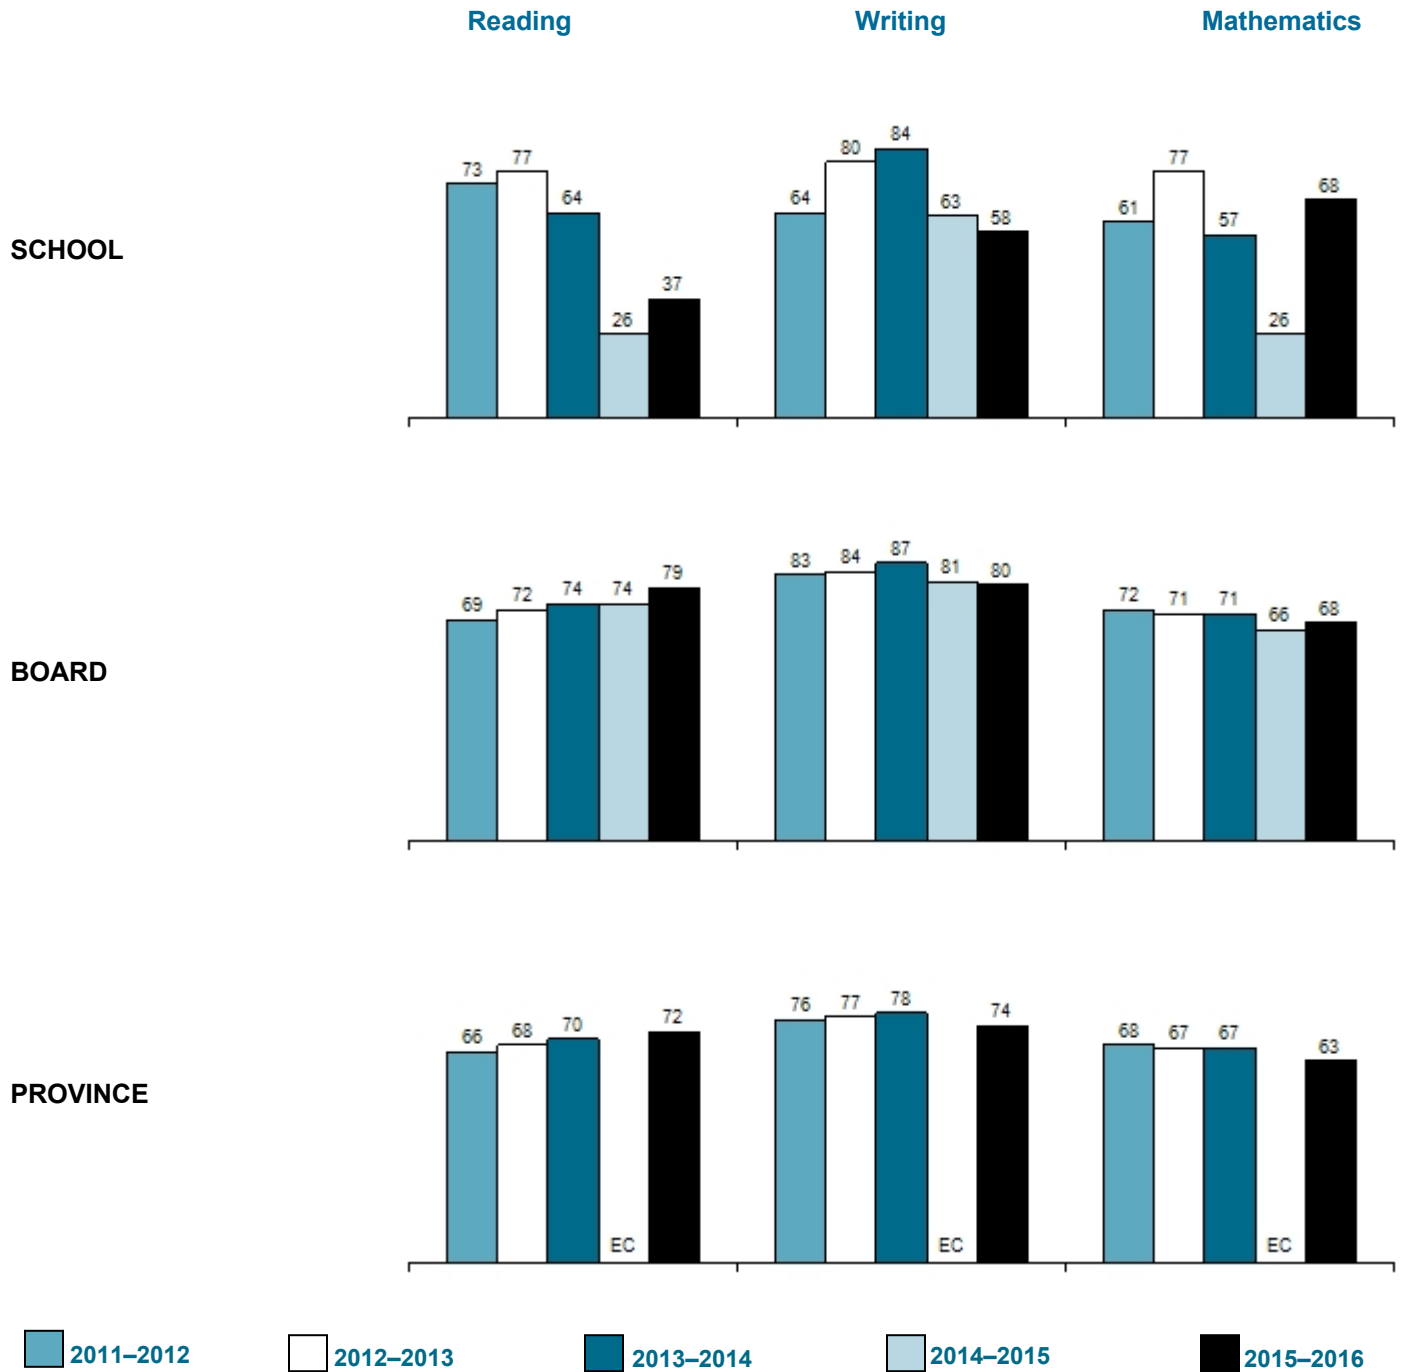 Reading Writing Mathematics
84
80
77 77
73
68
64 64 63
61
58 57
SCHOOL
37
26 26
87
83 84
81 80
79
74 74
72 72 71 71
69
66 68
BOARD
76 77 78
74
72
70
68 68 67 67
66
63
PROVINCE
EC EC EC
2011–2012 2012–2013 2013–2014 2014–2015 2015–2016